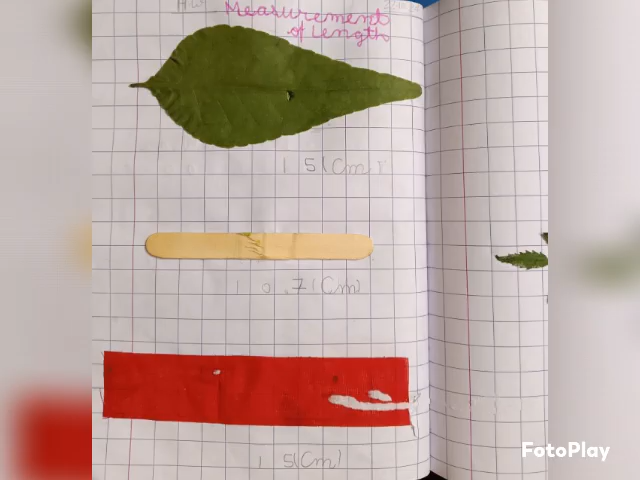 Measurement
of Length
15(Cm)
10.7(Cm)
15(Cm)
FotoPlay